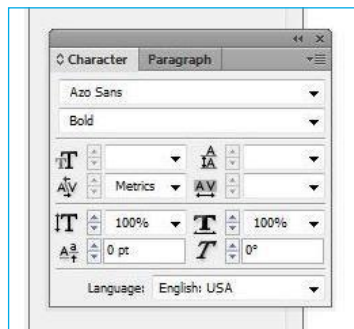 Character Paragraph
Azo Sans
Bold
Metrics
100% 100%
0 pt 0°
Language: English: USA